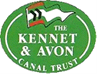 THE
KENNET
& AVON
CANAL TRUST